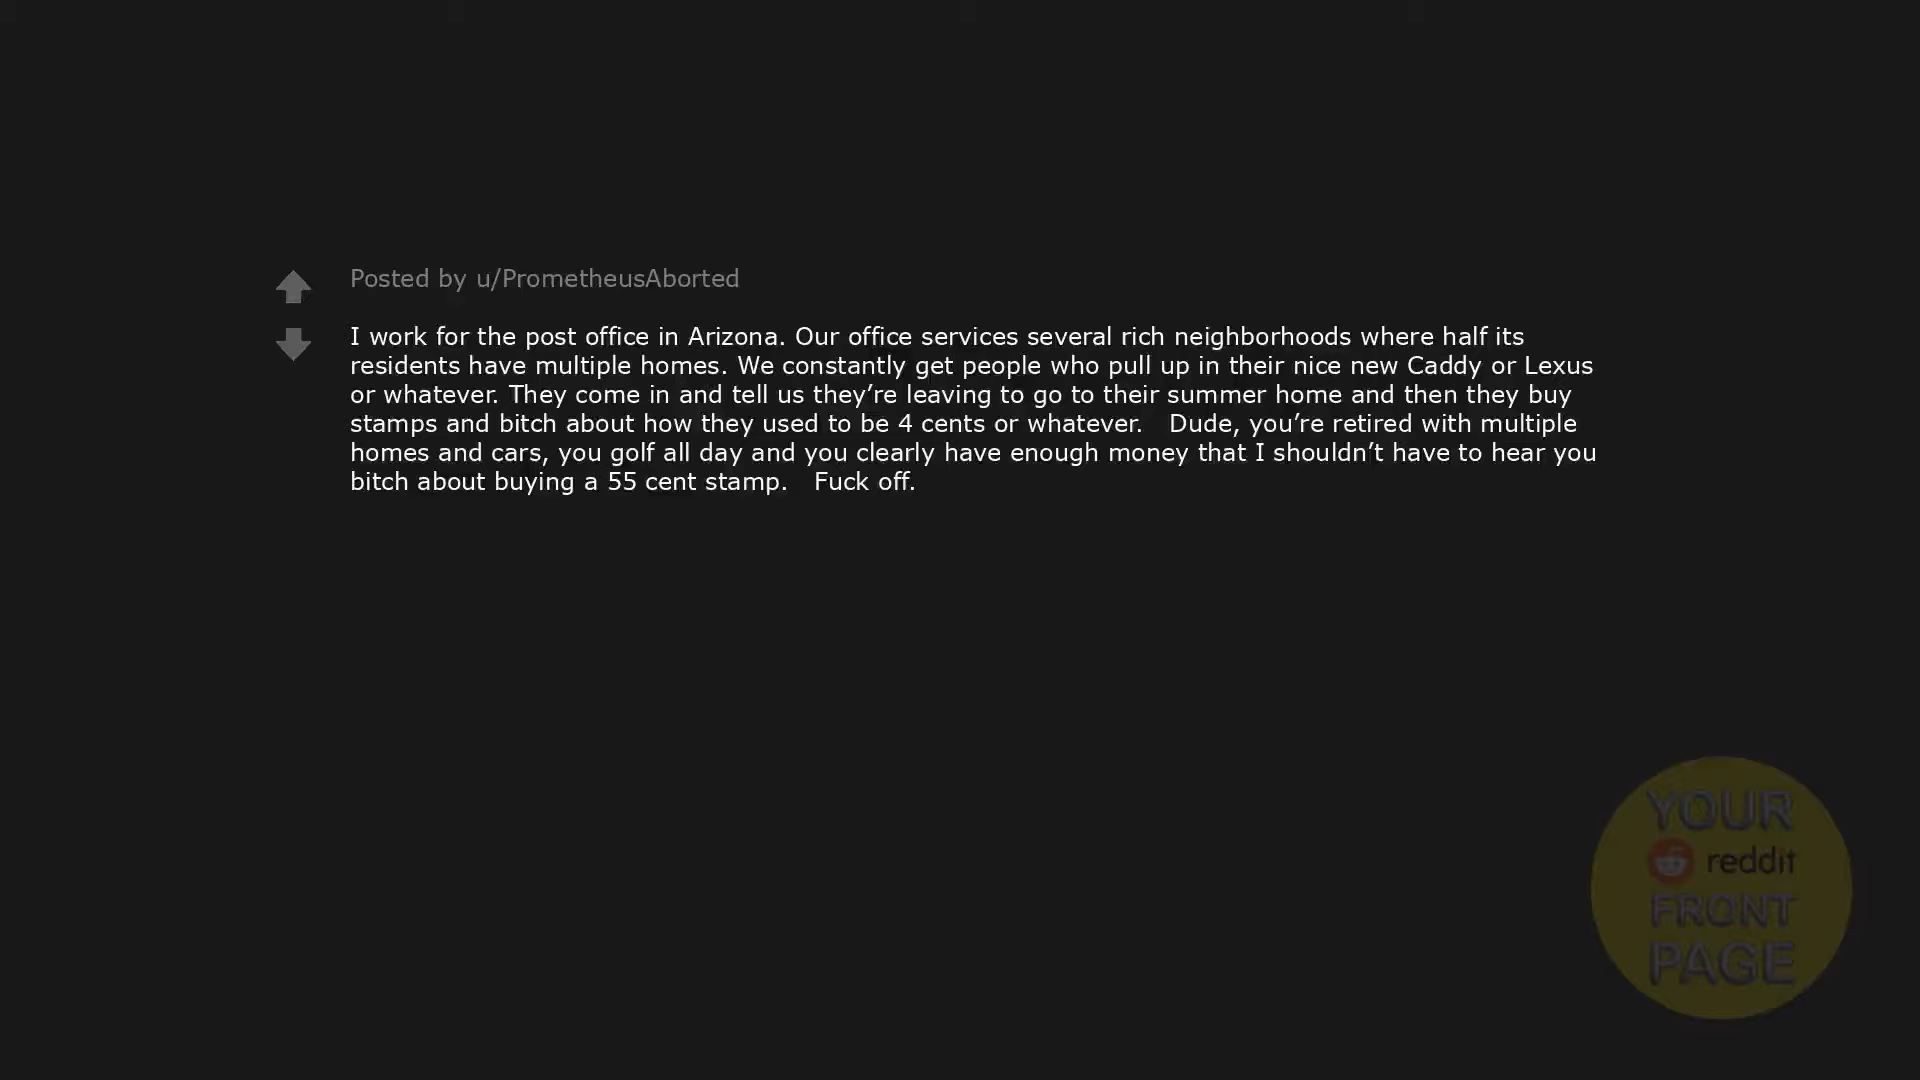 Posted by u/PrometheusAborted
I work for the post office in Arizona. Our office services several rich neighborhoods where half its
residents have multiple homes. We constantly get people who pull up in their nice new Caddy or Lexus
or whatever. They come in and tell us they’re leaving to go to their summer home and then they buy
stamps and bitch about how they used to be 4 cents or whatever.   Dude, you’re retired with multiple
homes and cars, you golf all day and you clearly have enough money that I shouldn’t have to hear you
bitch about buying a 55 cent stamp.   Fuck off.
YOUR
reddit
FRONT
PAGE